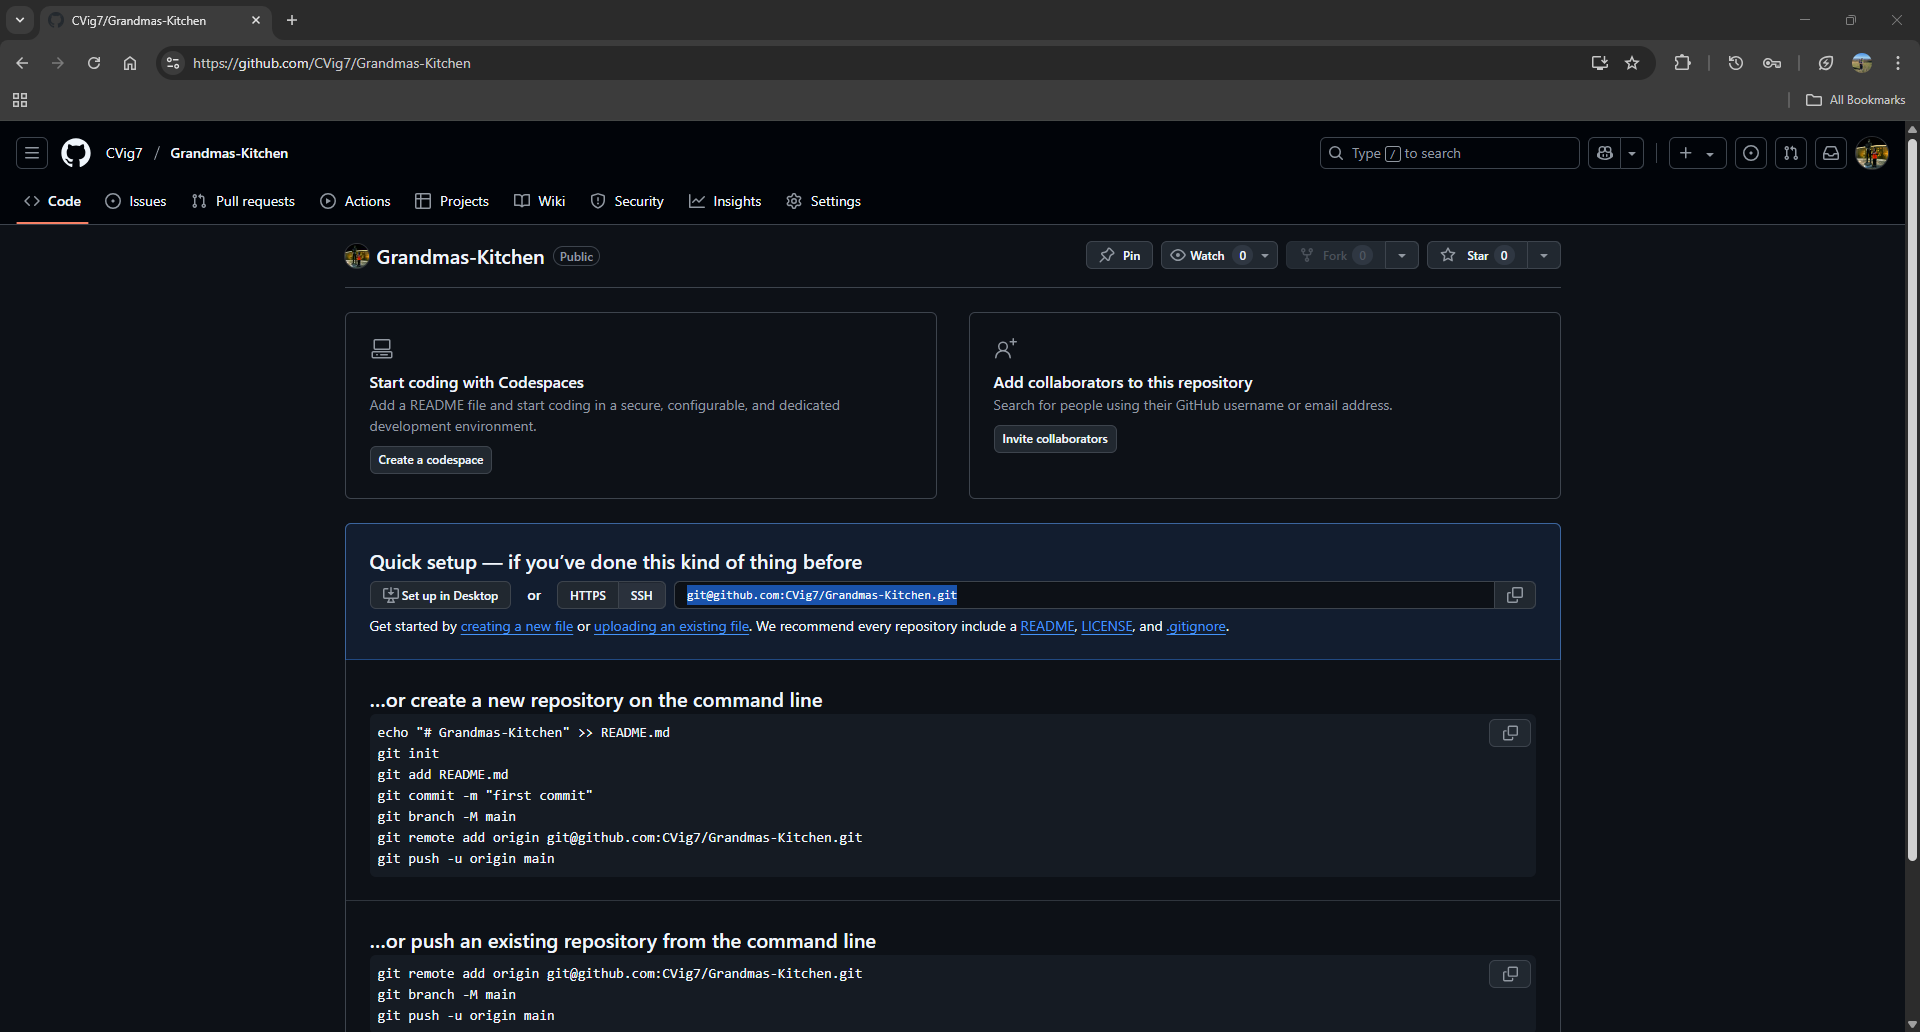 CVig7/Grandmas-Kitchen
https://github.com/CVig7/Grandmas-Kitchen
All Bookmarks
CVig7 / Grandmas-Kitchen
Type / to search
Code Issues Pull requests Actions Projects Wiki Security Insights Settings
Grandmas-Kitchen Public
Pin Watch 0 Fork 0 Star 0
Start coding with Codespaces
Add a README file and start coding in a secure, configurable, and dedicated
development environment.
Create a codespace
Add collaborators to this repository
Search for people using their GitHub username or email address.
Invite collaborators
Quick setup — if you’ve done this kind of thing before
Set up in Desktop or HTTPS SSH git@github.com:CVig7/Grandmas-Kitchen.git
Get started by creating a new file or uploading an existing file. We recommend every repository include a README, LICENSE, and .gitignore.
…or create a new repository on the command line
echo "# Grandmas-Kitchen" >> README.md
git init
git add README.md
git commit -m "first commit"
git branch -M main
git remote add origin git@github.com:CVig7/Grandmas-Kitchen.git
git push -u origin main
…or push an existing repository from the command line
git remote add origin git@github.com:CVig7/Grandmas-Kitchen.git
git branch -M main
git push -u origin main